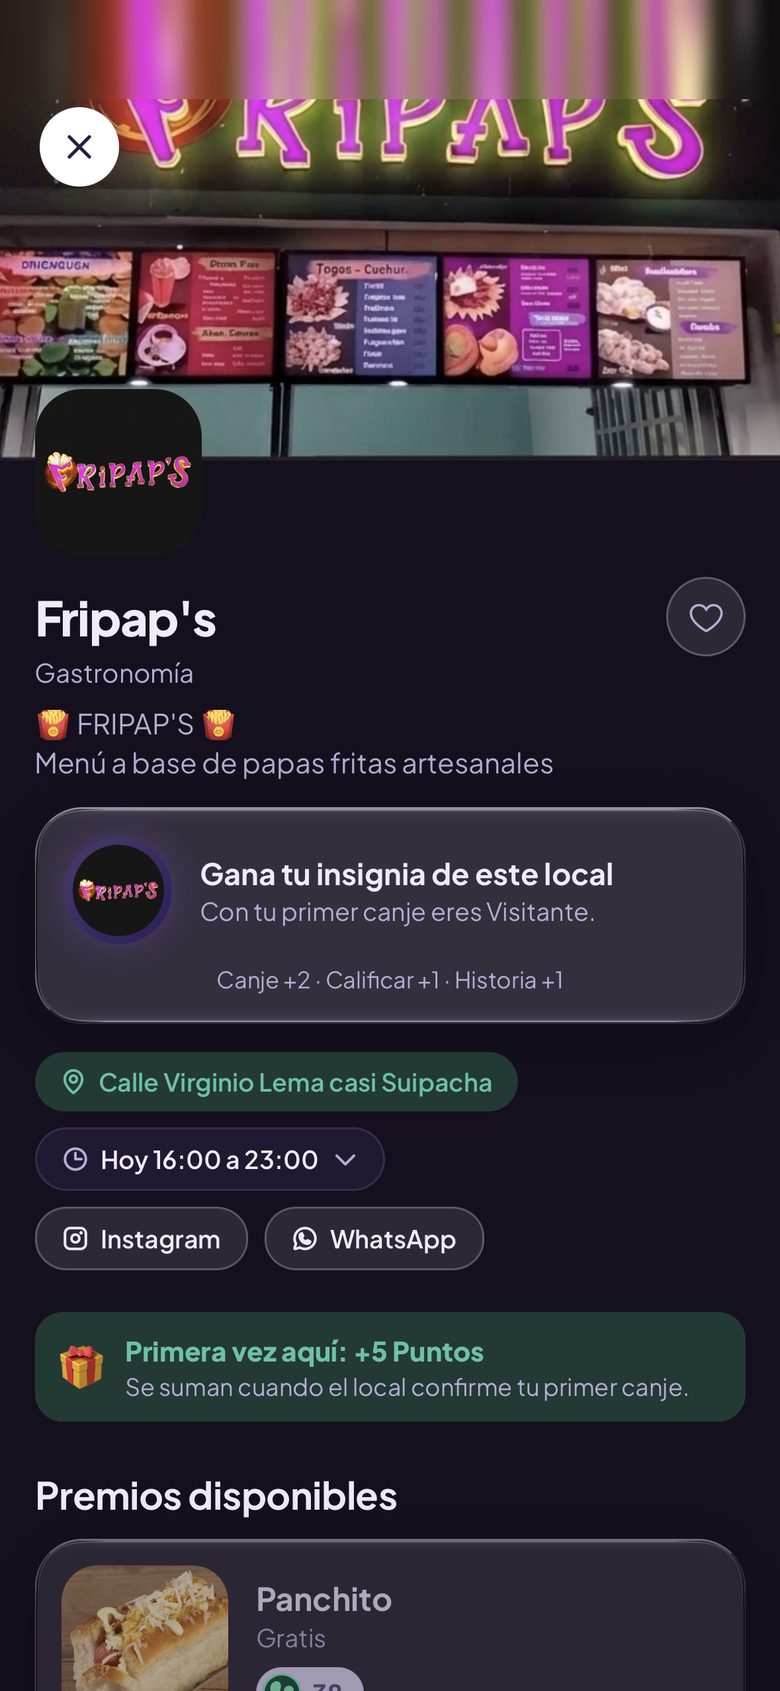 FRIPAP'S
Togos - Cuehur.
FRIPAP'S
Fripap's
Gastronomía
🍟 FRIPAP'S 🍟
Menú a base de papas fritas artesanales
FRIPAP'S
Gana tu insignia de este local
Con tu primer canje eres Visitante.
Canje +2 · Calificar +1 · Historia +1
Calle Virginio Lema casi Suipacha
Hoy 16:00 a 23:00
Instagram
WhatsApp
Primera vez aquí: +5 Puntos
Se suman cuando el local confirme tu primer canje.
Premios disponibles
Panchito
Gratis